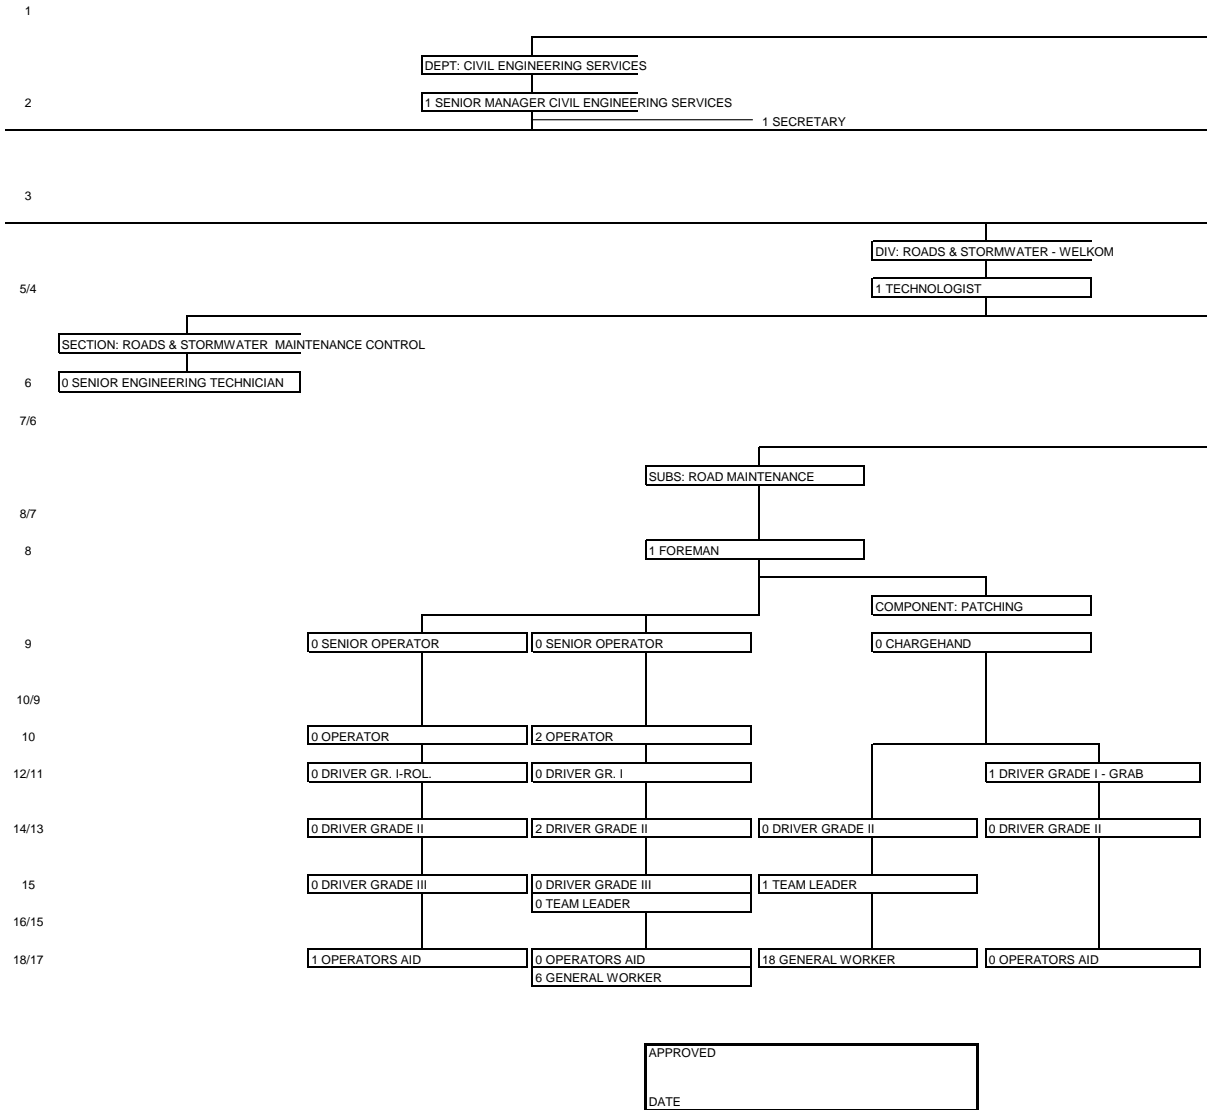 1
DEPT: CIVIL ENGINEERING SERVICES
2
1 SENIOR MANAGER CIVIL ENGINEERING SERVICES
1 SECRETARY
3
DIV: ROADS & STORMWATER - WELKOM
5/4
1 TECHNOLOGIST
SECTION: ROADS & STORMWATER  MAINTENANCE CONTROL
6
0 SENIOR ENGINEERING TECHNICIAN
7/6
SUBS: ROAD MAINTENANCE
8/7
8
1 FOREMAN
COMPONENT: PATCHING
9
0 SENIOR OPERATOR
0 SENIOR OPERATOR
0 CHARGEHAND
10/9
10
0 OPERATOR
2 OPERATOR
12/11
0 DRIVER GR. I-ROL.
0 DRIVER GR. I
1 DRIVER GRADE I - GRAB
14/13
0 DRIVER GRADE II
2 DRIVER GRADE II
0 DRIVER GRADE II
0 DRIVER GRADE II
15
0 DRIVER GRADE III
0 DRIVER GRADE III
1 TEAM LEADER
0 TEAM LEADER
16/15
18/17
1 OPERATORS AID
0 OPERATORS AID
18 GENERAL WORKER
0 OPERATORS AID
6 GENERAL WORKER
APPROVED
DATE